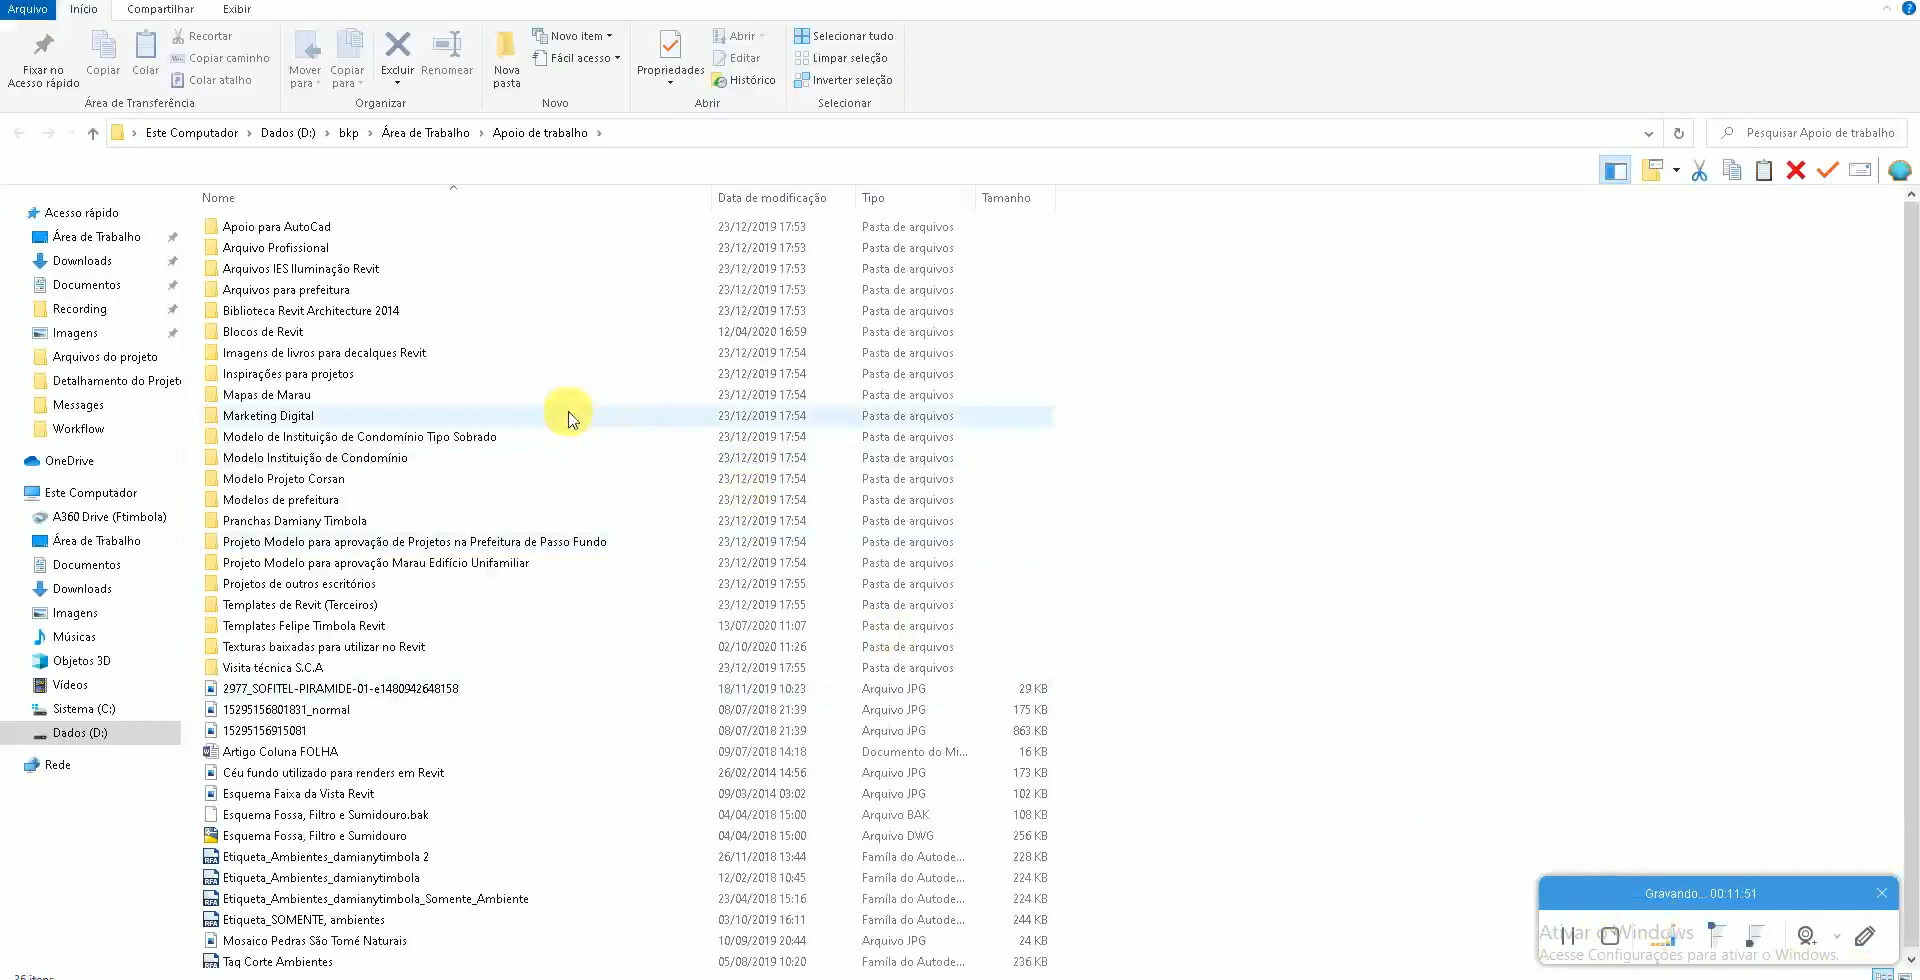 Arquivo Início Compartilhar Exibir
Fixar no Acesso rápido
Copiar
Colar
Recortar
Copiar caminho
Colar atalho
Área de Transferência
Mover para
Copiar para
Excluir
Renomear
Organizar
Nova pasta
Novo item
Fácil acesso
Novo
Propriedades
Abrir
Editar
Histórico
Abrir
Selecionar tudo
Limpar seleção
Inverter seleção
Selecionar
Este Computador › Dados (D:) › bkp › Área de Trabalho › Apoio de trabalho ›
Pesquisar Apoio de trabalho
Acesso rápido
Área de Trabalho
Downloads
Documentos
Recording
Imagens
Arquivos do projeto
Detalhamento do Projet
Messages
Workflow
OneDrive
Este Computador
A360 Drive (Ftimbola)
Área de Trabalho
Documentos
Downloads
Imagens
Músicas
Objetos 3D
Vídeos
Sistema (C:)
Dados (D:)
Rede
Nome Data de modificação Tipo Tamanho
Apoio para AutoCad 23/12/2019 17:53 Pasta de arquivos
Arquivo Profissional 23/12/2019 17:53 Pasta de arquivos
Arquivos IES Iluminação Revit 23/12/2019 17:53 Pasta de arquivos
Arquivos para prefeitura 23/12/2019 17:53 Pasta de arquivos
Biblioteca Revit Architecture 2014 23/12/2019 17:53 Pasta de arquivos
Blocos de Revit 12/04/2020 16:59 Pasta de arquivos
Imagens de livros para decalques Revit 23/12/2019 17:54 Pasta de arquivos
Inspirações para projetos 23/12/2019 17:54 Pasta de arquivos
Mapas de Marau 23/12/2019 17:54 Pasta de arquivos
Marketing Digital 23/12/2019 17:54 Pasta de arquivos
Modelo de Instituição de Condomínio Tipo Sobrado 23/12/2019 17:54 Pasta de arquivos
Modelo Instituição de Condomínio 23/12/2019 17:54 Pasta de arquivos
Modelo Projeto Corsan 23/12/2019 17:54 Pasta de arquivos
Modelos de prefeitura 23/12/2019 17:54 Pasta de arquivos
Pranchas Damiany Timbola 23/12/2019 17:54 Pasta de arquivos
Projeto Modelo para aprovação de Projetos na Prefeitura de Passo Fundo 23/12/2019 17:54 Pasta de arquivos
Projeto Modelo para aprovação Marau Edifício Unifamiliar 23/12/2019 17:54 Pasta de arquivos
Projetos de outros escritórios 23/12/2019 17:55 Pasta de arquivos
Templates de Revit (Terceiros) 23/12/2019 17:55 Pasta de arquivos
Templates Felipe Timbola Revit 13/07/2020 11:07 Pasta de arquivos
Texturas baixadas para utilizar no Revit 02/10/2020 11:26 Pasta de arquivos
Visita técnica S.C.A 23/12/2019 17:55 Pasta de arquivos
2977_SOFITEL-PIRAMIDE-01-e1480942648158 18/11/2019 10:23 Arquivo JPG 29 KB
15295156801831_normal 08/07/2018 21:39 Arquivo JPG 175 KB
15295156915081 08/07/2018 21:39 Arquivo JPG 863 KB
Artigo Coluna FOLHA 09/07/2018 14:18 Documento do Mi... 16 KB
Céu fundo utilizado para renders em Revit 26/02/2014 14:56 Arquivo JPG 173 KB
Esquema Faixa da Vista Revit 09/03/2014 03:02 Arquivo JPG 102 KB
Esquema Fossa, Filtro e Sumidouro.bak 04/04/2018 15:00 Arquivo BAK 108 KB
Esquema Fossa, Filtro e Sumidouro 04/04/2018 15:00 Arquivo DWG 256 KB
Etiqueta_Ambientes_damianytimbola 2 26/11/2018 13:44 Famíla do Autode... 228 KB
Etiqueta_Ambientes_damianytimbola 12/02/2018 10:45 Famíla do Autode... 224 KB
Etiqueta_Ambientes_damianytimbola_Somente_Ambiente 23/04/2018 15:16 Famíla do Autode... 224 KB
Etiqueta_SOMENTE, ambientes 03/10/2019 16:11 Famíla do Autode... 244 KB
Mosaico Pedras São Tomé Naturais 10/09/2019 20:44 Arquivo JPG 24 KB
Tag Corte Ambientes 05/08/2019 10:20 Famíla do Autode... 236 KB
Gravando... 00:11:51
Ativar o Windows
Acesse Configurações para ativar o Windows.
36 itens